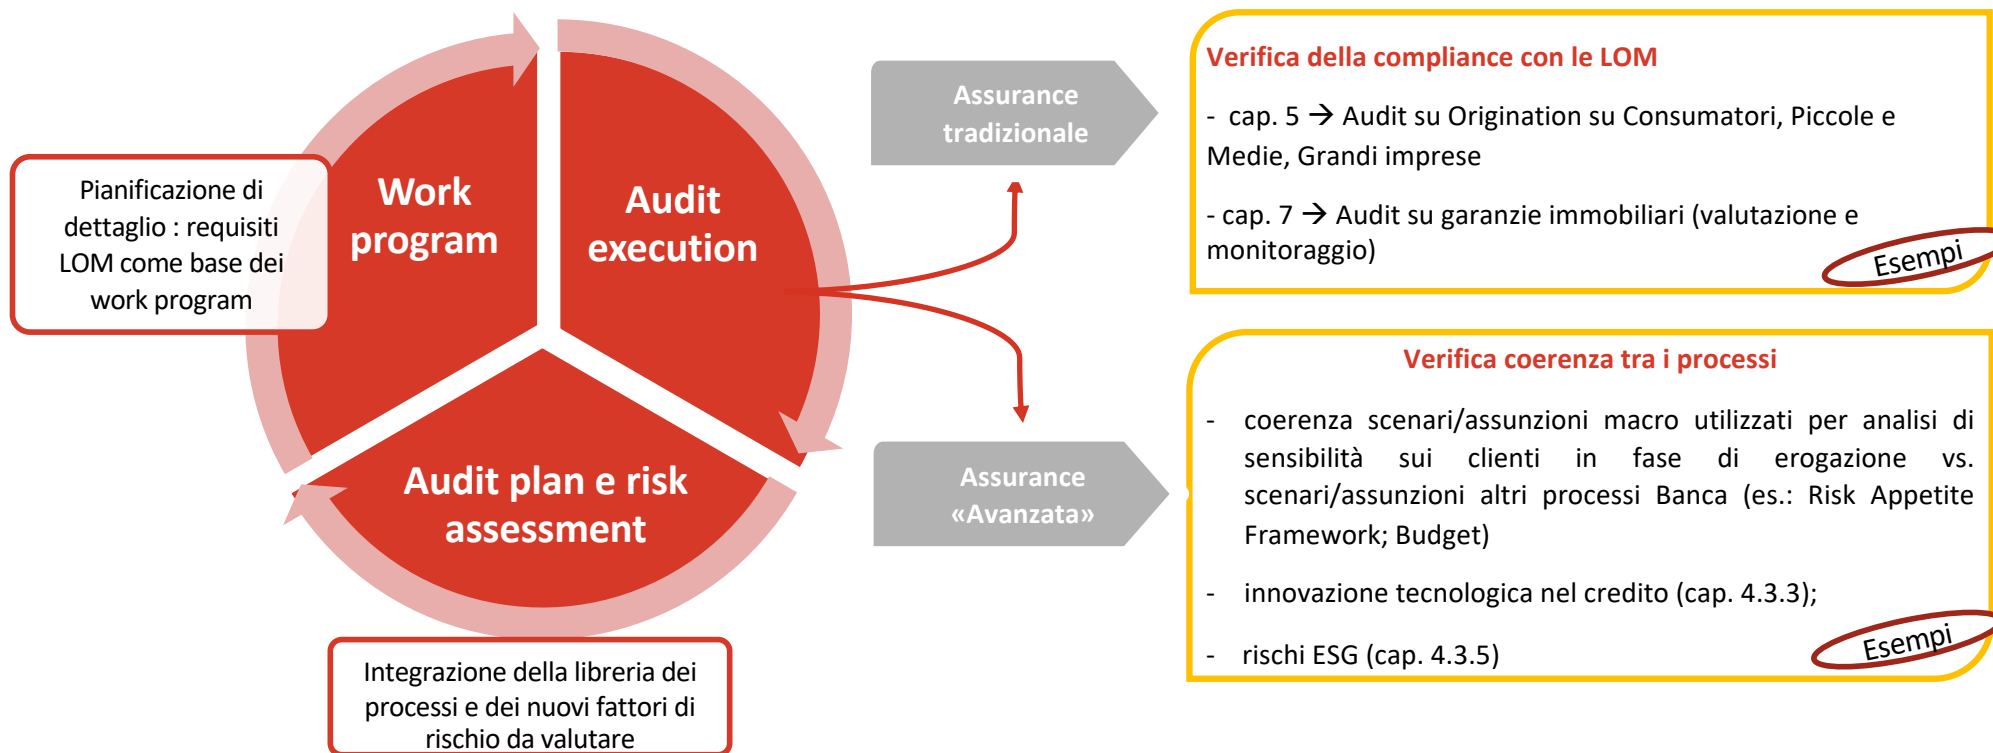 Pianificazione di
dettaglio : requisiti
LOM come base dei
work program
Work
program
Audit
execution
Audit plan e risk
assessment
Integrazione della libreria dei
processi e dei nuovi fattori di
rischio da valutare
Assurance
tradizionale
Verifica della compliance con le LOM
- cap. 5 → Audit su Origination su Consumatori, Piccole e
Medie, Grandi imprese
- cap. 7 → Audit su garanzie immobiliari (valutazione e
monitoraggio)
Esempi
Assurance
«Avanzata»
Verifica coerenza tra i processi
- coerenza scenari/assunzioni macro utilizzati per analisi di
sensibilità sui clienti in fase di erogazione vs.
scenari/assunzioni altri processi Banca (es.: Risk Appetite
Framework; Budget)
- innovazione tecnologica nel credito (cap. 4.3.3);
- rischi ESG (cap. 4.3.5)
Esempi